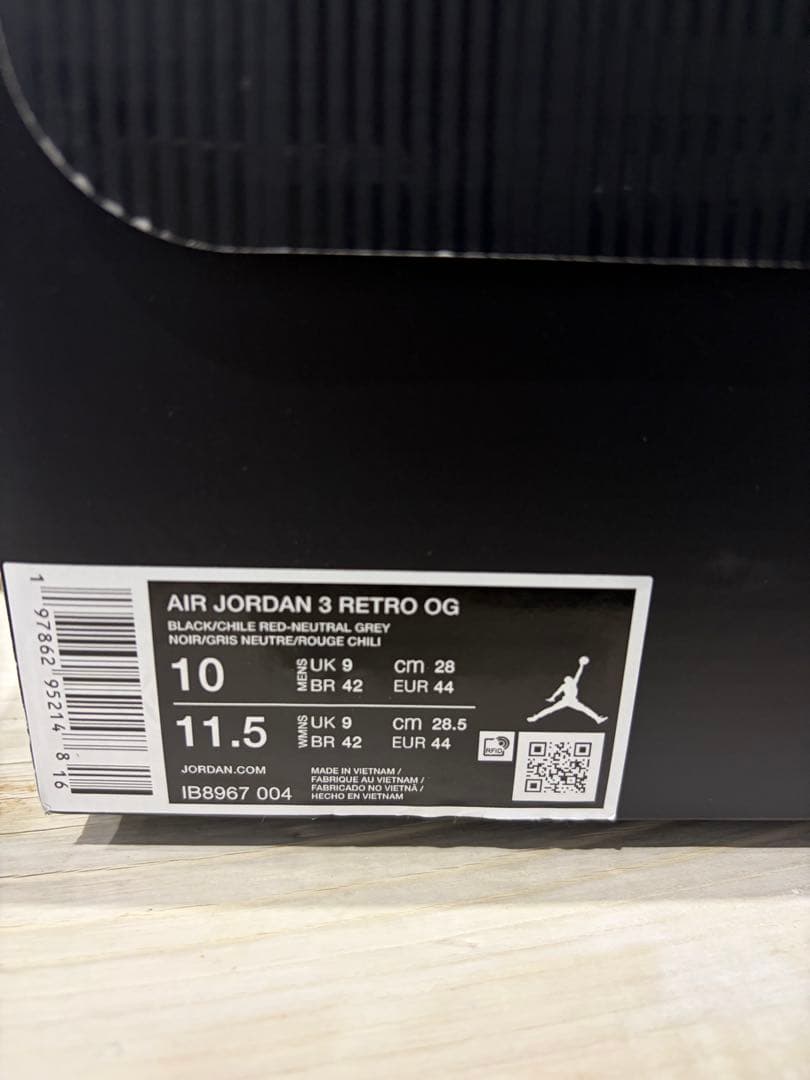 AIR JORDAN 3 RETRO OG
BLACK/CHILE RED-NEUTRAL GREY
NOIR/GRIS NEUTRE/ROUGE CHILI
10 MENS UK 9 cm 28
BR 42 EUR 44
11.5 WMNS UK 9 cm 28.5
BR 42 EUR 44
RFID
JORDAN.COM
IB8967 004
MADE IN VIETNAM /
FABRIQUE AU VIETNAM /
FABRICADO NO VIETNÃ /
HECHO EN VIETNAM
1 97862 95214 8 16